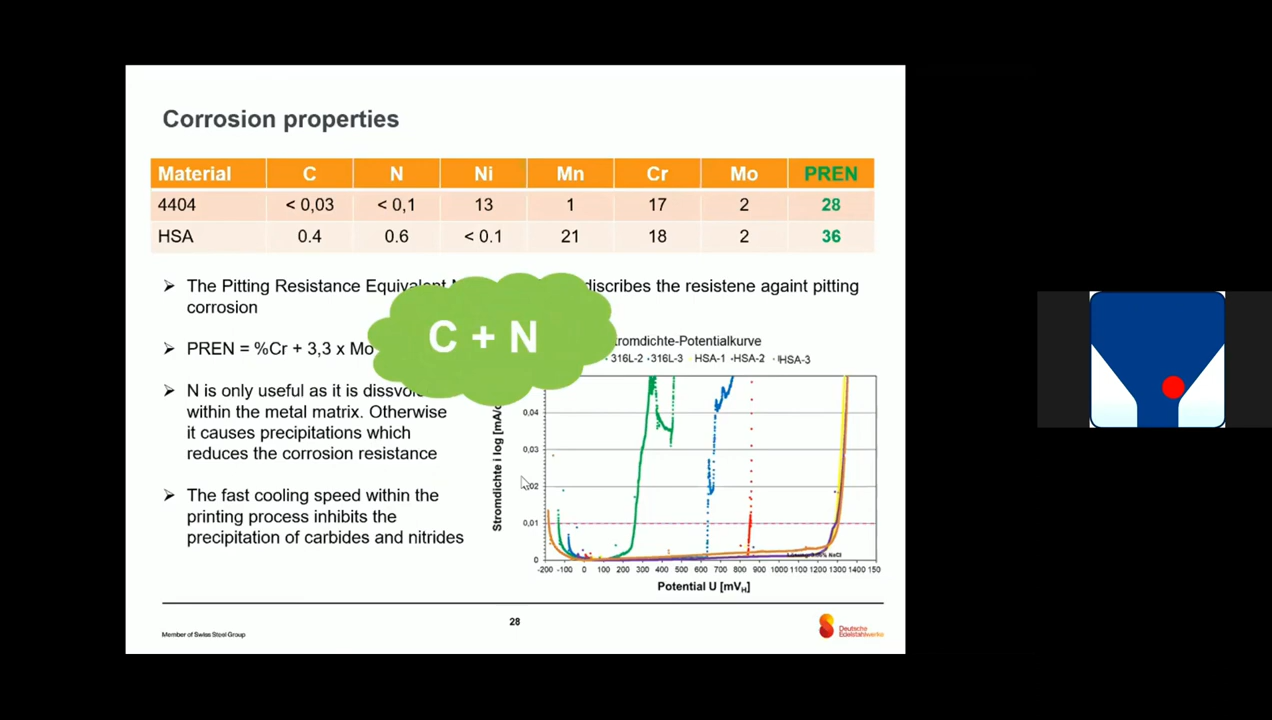 Corrosion properties
Material C N Ni Mn Cr Mo PREN
4404 < 0,03 < 0,1 13 1 17 2 28
HSA 0.4 0.6 < 0.1 21 18 2 36
➤ The Pitting Resistance Equivalent discribes the resistene againt pitting
corrosion
C + N
➤ PREN = %Cr + 3,3 x Mo
➤ N is only useful as it is
within the metal matrix. Otherwise
it causes precipitations which
reduces the corrosion resistance
➤ The fast cooling speed within the
printing process inhibits the
precipitation of carbides and nitrides
tromdichte-Potentialkurve
316L-2 316L-3 HSA-1 HSA-2 HSA-3
Stromdichte i log [mA/
0,04
0,03
0,01
0
-200 -100 0 100 200 300 400 500 600 700 800 900 1000 1100 1200 1300 1400 150
Potential U [mVH]
28
Member of Swiss Steel Group
Deutsche
Edelstahlwerke